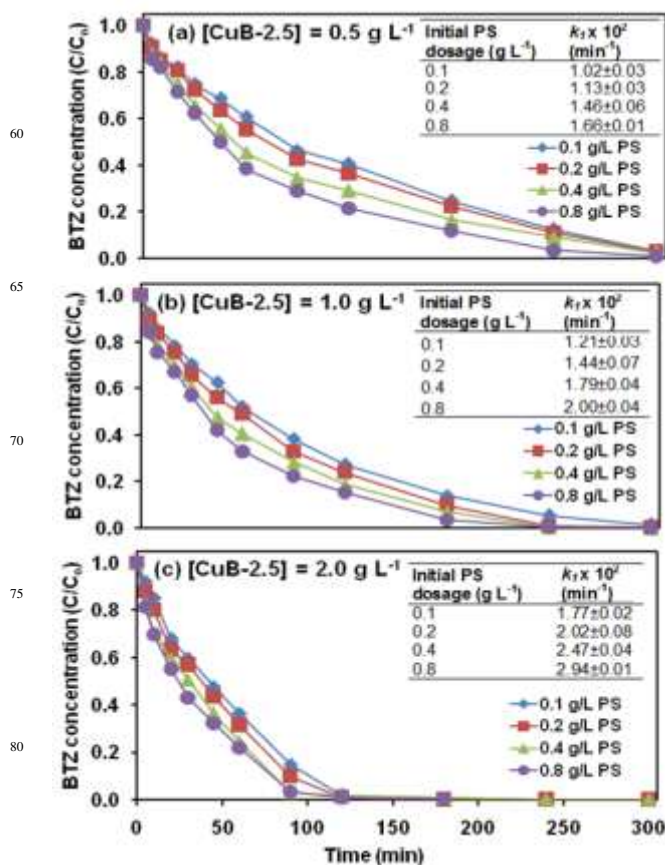 (a) [CuB-2.5] = 0.5 g L⁻¹
Initial PS dosage (g L⁻¹) k₁ x 10² (min⁻¹)
0.1 1.02±0.03
0.2 1.13±0.03
0.4 1.46±0.06
0.8 1.66±0.01
0.1 g/L PS
0.2 g/L PS
0.4 g/L PS
0.8 g/L PS
BTZ concentration (C/C₀)
1.0
0.8
0.6
0.4
0.2
0.0
60
65
(b) [CuB-2.5] = 1.0 g L⁻¹
Initial PS dosage (g L⁻¹) k₁ x 10² (min⁻¹)
0.1 1.21±0.03
0.2 1.44±0.07
0.4 1.79±0.04
0.8 2.00±0.04
0.1 g/L PS
0.2 g/L PS
0.4 g/L PS
0.8 g/L PS
BTZ concentration (C/C₀)
1.0
0.8
0.6
0.4
0.2
0.0
70
75
(c) [CuB-2.5] = 2.0 g L⁻¹
Initial PS dosage (g L⁻¹) k₁ x 10² (min⁻¹)
0.1 1.77±0.02
0.2 2.02±0.08
0.4 2.47±0.04
0.8 2.94±0.01
0.1 g/L PS
0.2 g/L PS
0.4 g/L PS
0.8 g/L PS
BTZ concentration (C/C₀)
1.0
0.8
0.6
0.4
0.2
0.0
80
0 50 100 150 200 250 300
Time (min)